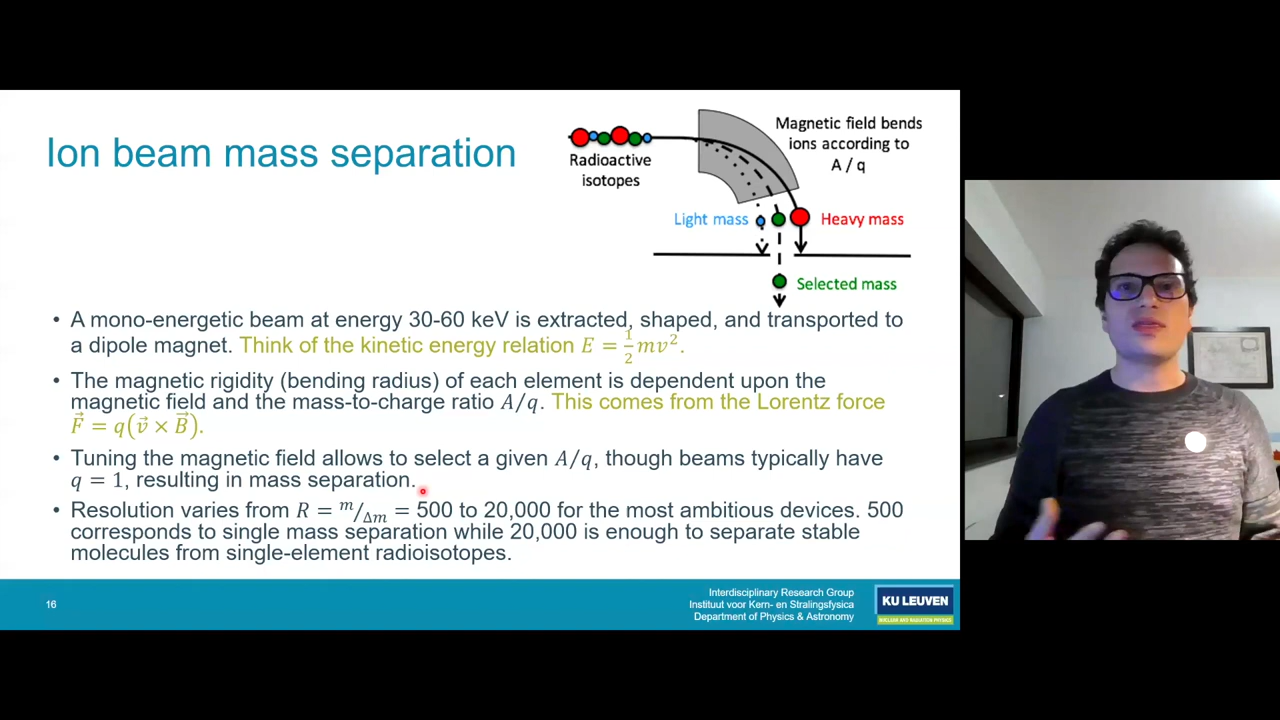 Ion beam mass separation
Radioactive
isotopes
Magnetic field bends
ions according to
A / q
Light mass
Heavy mass
Selected mass
• A mono-energetic beam at energy 30-60 keV is extracted, shaped, and transported to
a dipole magnet. Think of the kinetic energy relation E = 1/2 mv².
• The magnetic rigidity (bending radius) of each element is dependent upon the
magnetic field and the mass-to-charge ratio A/q. This comes from the Lorentz force
F⃗ = q(v⃗ × B⃗).
• Tuning the magnetic field allows to select a given A/q, though beams typically have
q = 1, resulting in mass separation.
• Resolution varies from R = m/Δm = 500 to 20,000 for the most ambitious devices. 500
corresponds to single mass separation while 20,000 is enough to separate stable
molecules from single-element radioisotopes.
16
Interdisciplinary Research Group
Instituut voor Kern- en Stralingsfysica
Department of Physics & Astronomy
KU LEUVEN
NUCLEAR AND RADIATION PHYSICS